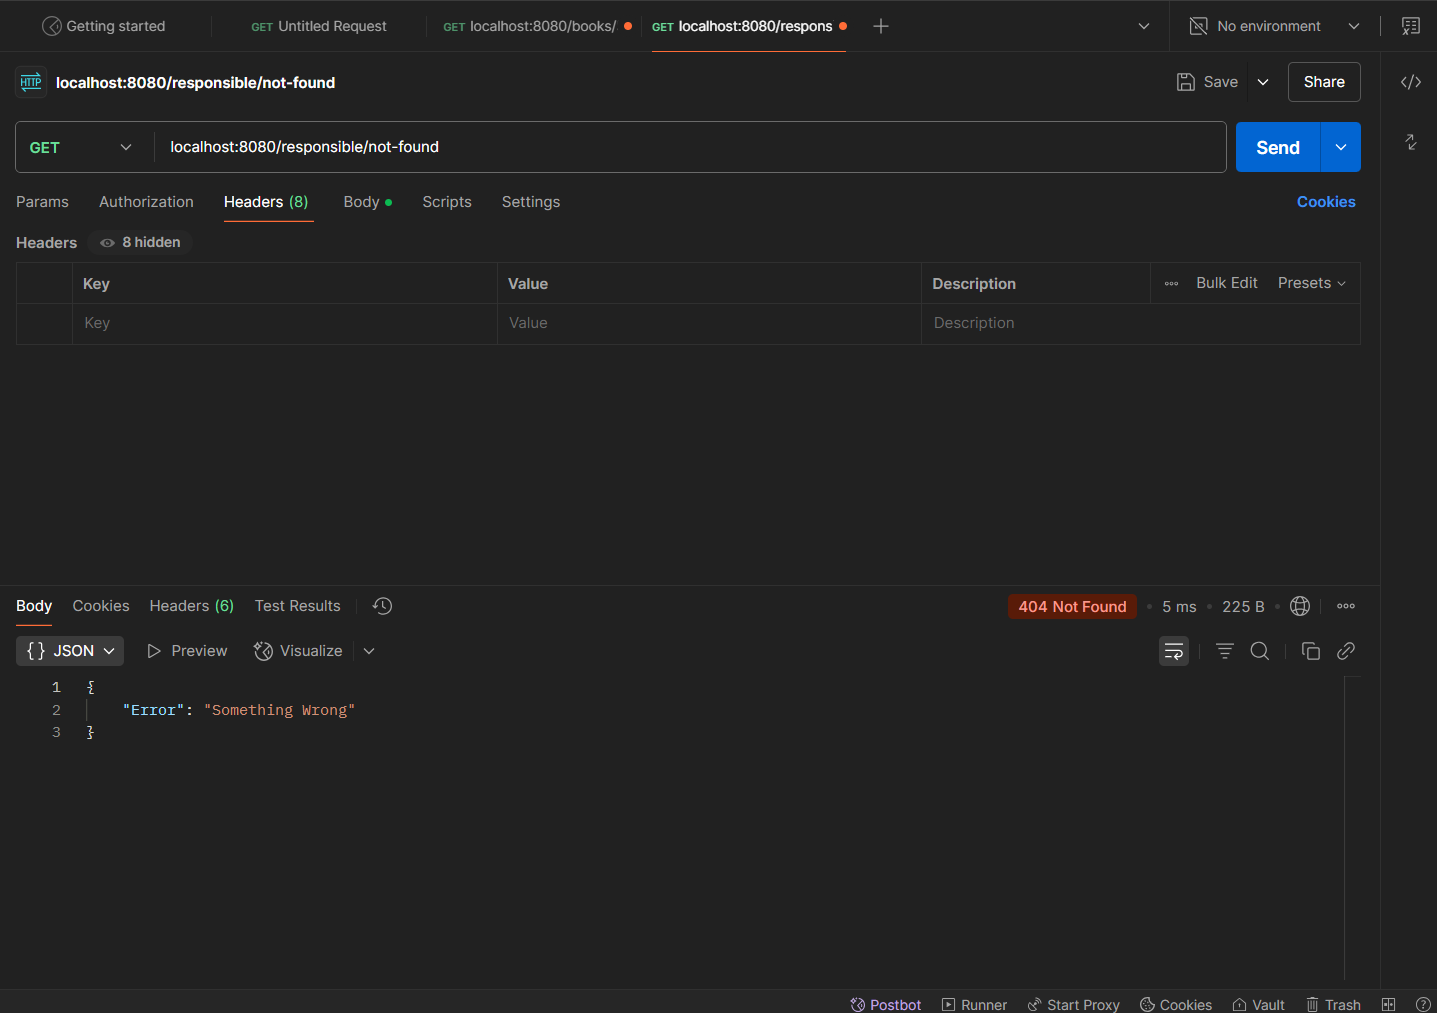 Getting started
GET Untitled Request
GET localhost:8080/books/
GET localhost:8080/respons
No environment
HTTP localhost:8080/responsible/not-found
Save
Share
GET
localhost:8080/responsible/not-found
Send
Params Authorization Headers (8) Body Scripts Settings
Cookies
Headers 8 hidden
Key Value Description Bulk Edit Presets
Key Value Description
Body Cookies Headers (6) Test Results
404 Not Found • 5 ms • 225 B •
{} JSON Preview Visualize
1 {
2 "Error": "Something Wrong"
3 }
Postbot Runner Start Proxy Cookies Vault Trash